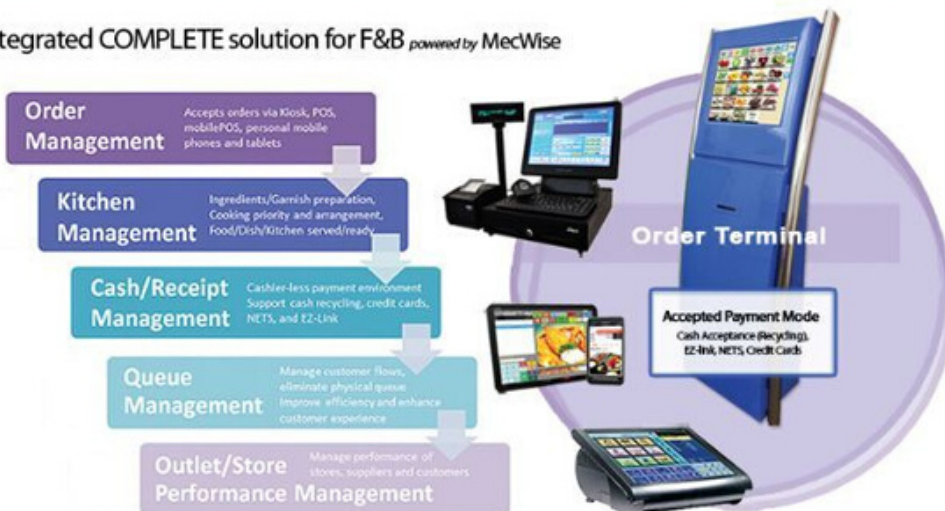 tegrated COMPLETE solution for F&B powered by MecWise
Order
Management
Accepts orders via Kiosk, POS,
mobilePOS, personal mobile
phones and tablets
Kitchen
Management
Ingredients/Garnish preparation,
Cooking priority and arrangement,
Food/Dish/Kitchen served/ready
Cash/Receipt
Management
Cashier-less payment environment
Support cash recycling, credit cards,
NETS, and EZ-Link
Queue
Management
Manage customer flows,
eliminate physical queue
Improve efficiency and enhance
customer experience
Outlet/Store
Performance Management
Manage performance of
stores, suppliers and customers
Order Terminal
Accepted Payment Mode
Cash Acceptance (Recycling),
EZ-link, NETS, Credit Cards